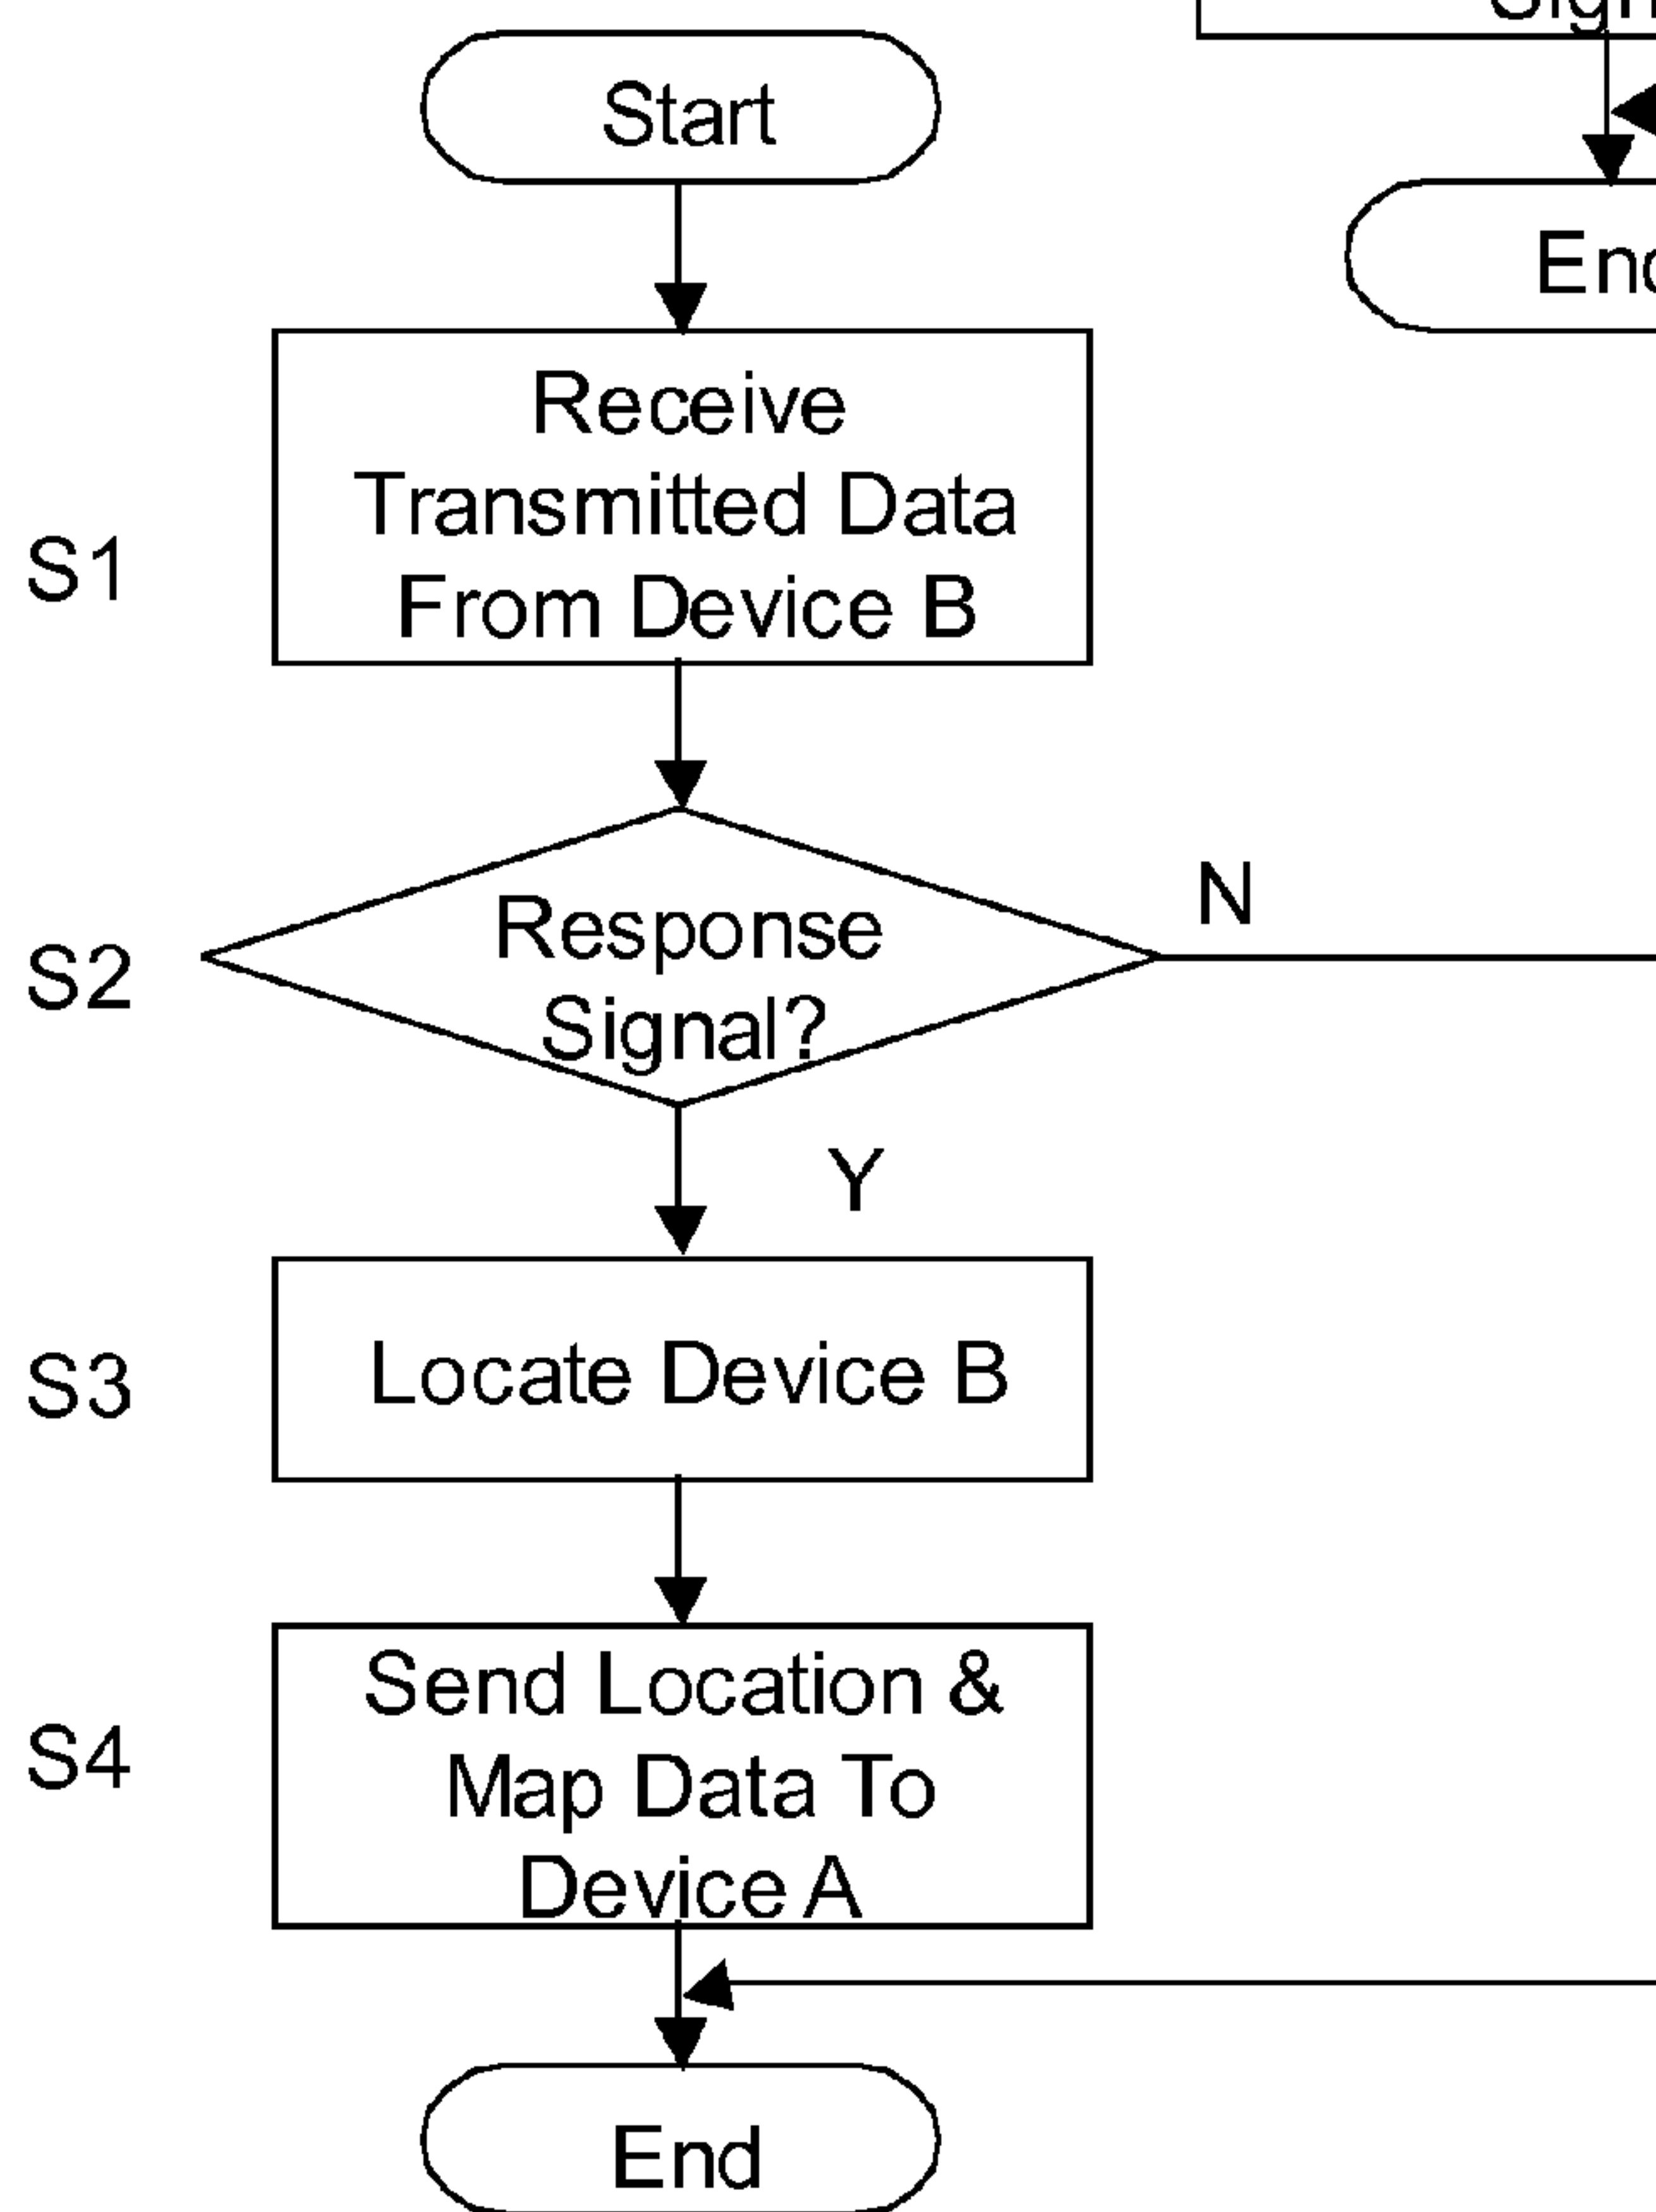 Start
S1
Receive
Transmitted Data
From Device B
S2
Response
Signal?
N
Y
S3
Locate Device B
S4
Send Location &
Map Data To
Device A
End